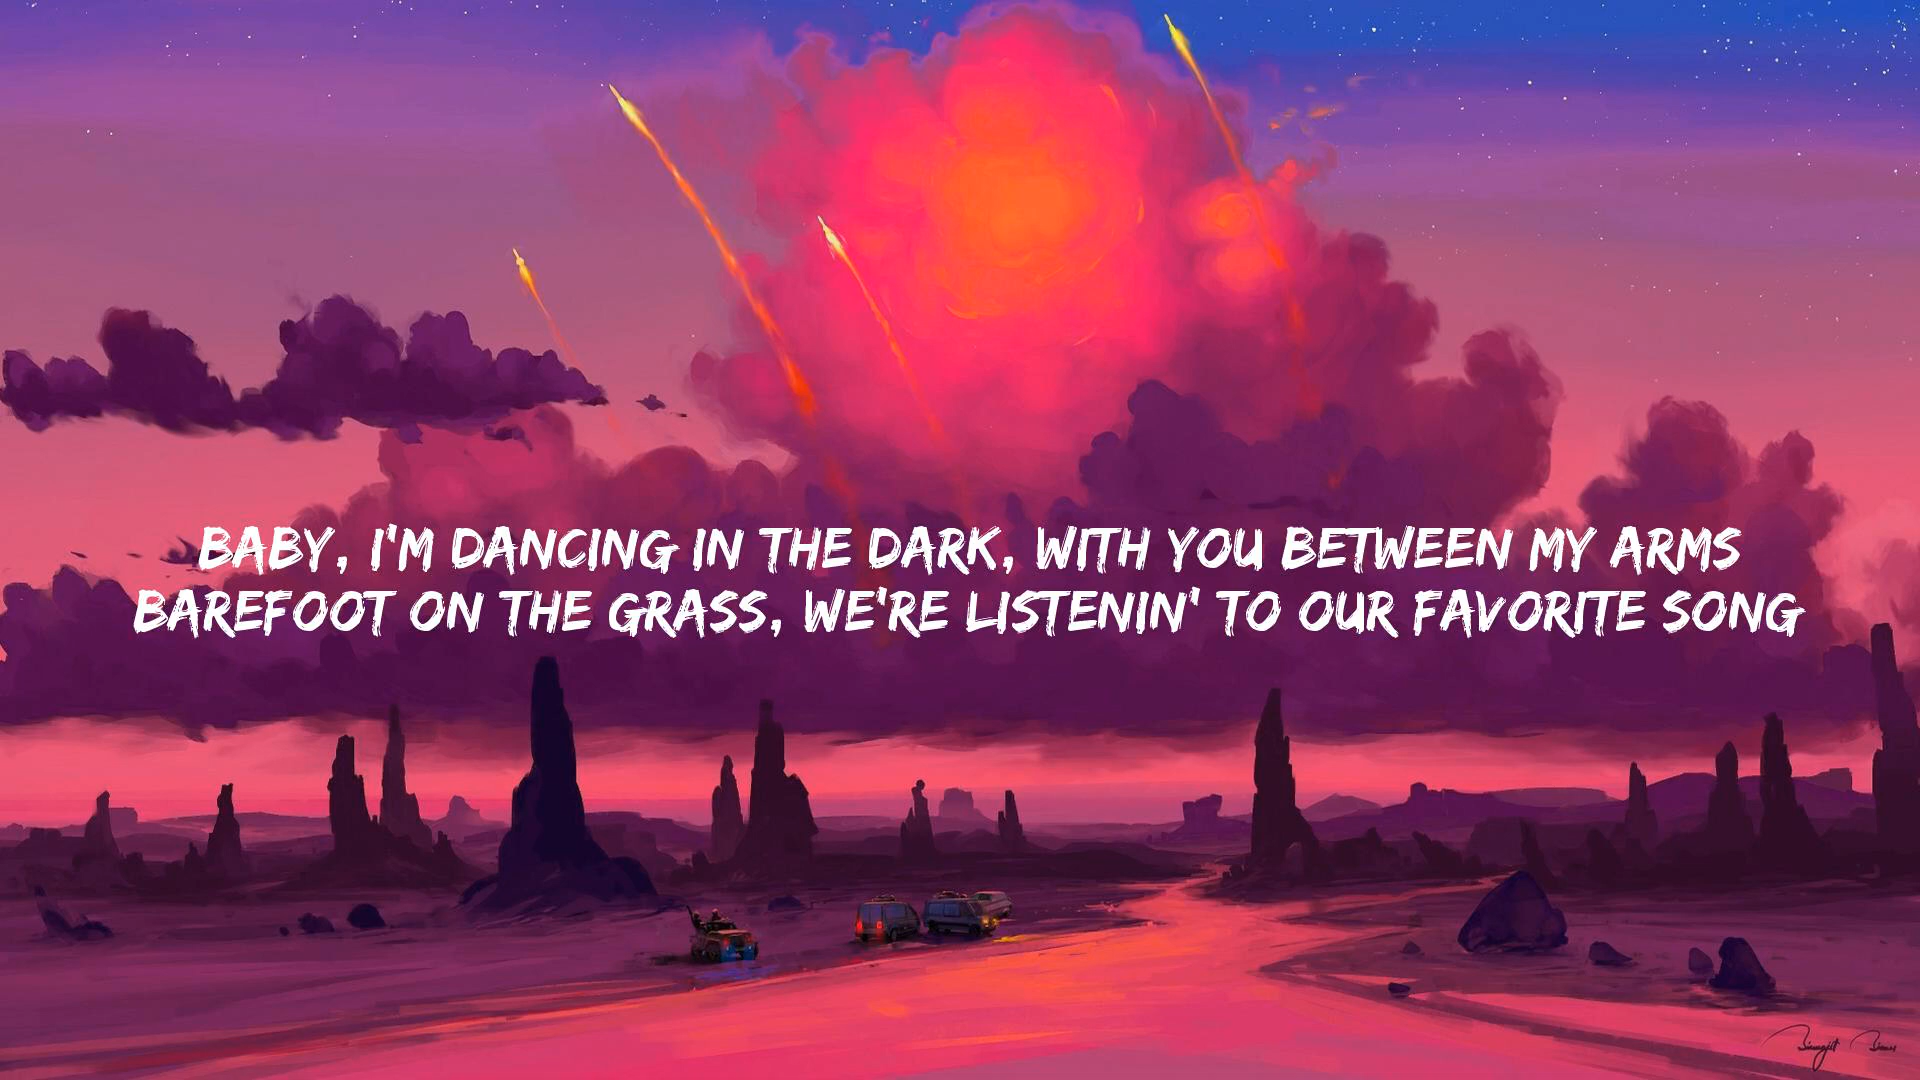 BABY, I'M DANCING IN THE DARK, WITH YOU BETWEEN MY ARMS
BAREFOOT ON THE GRASS, WE'RE LISTENIN' TO OUR FAVORITE SONG